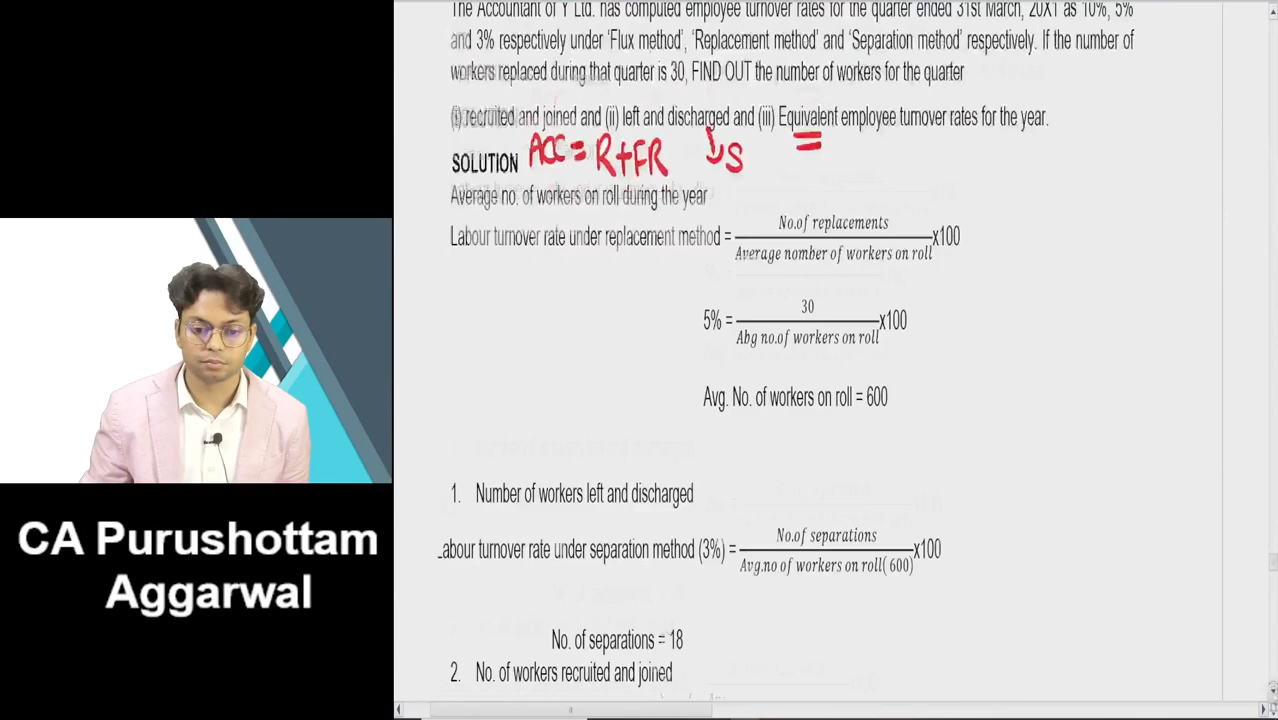 The Accountant of Y Ltd. has computed employee turnover rates for the quarter ended 31st March, 20X1 as 10%, 5%
and 3% respectively under ‘Flux method’, ‘Replacement method’ and ‘Separation method’ respectively. If the number of
workers replaced during that quarter is 30, FIND OUT the number of workers for the quarter
(i) recruited and joined and (ii) left and discharged and (iii) Equivalent employee turnover rates for the year.
ACC = R+FR
↓ S
=
SOLUTION
Average no. of workers on roll during the year
Labour turnover rate under replacement method = No.of replacements / Average nomber of workers on roll x100
5% = 30 / Abg no.of workers on roll x100
Avg. No. of workers on roll = 600
1. Number of workers left and discharged
Labour turnover rate under separation method (3%) = No.of separations / Avg.no of workers on roll( 600) x100
No. of separations = 18
2. No. of workers recruited and joined
CA Purushottam
Aggarwal